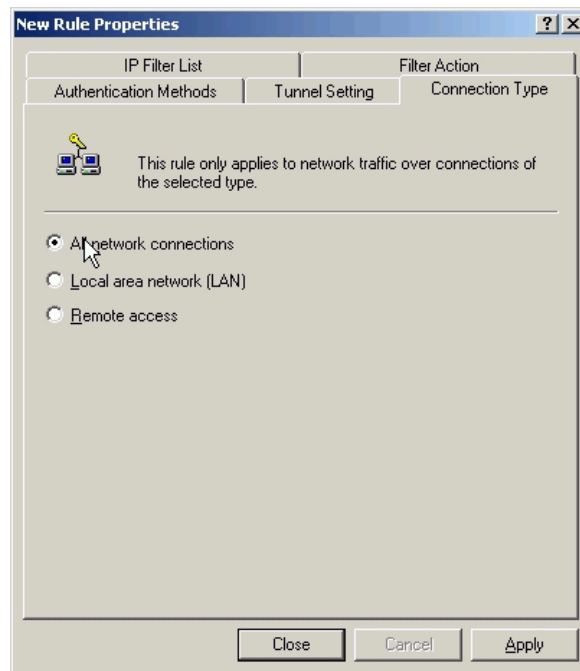 New Rule Properties
IP Filter List
Filter Action
Authentication Methods
Tunnel Setting
Connection Type
This rule only applies to network traffic over connections of
the selected type.
All network connections
Local area network (LAN)
Remote access
Close
Cancel
Apply